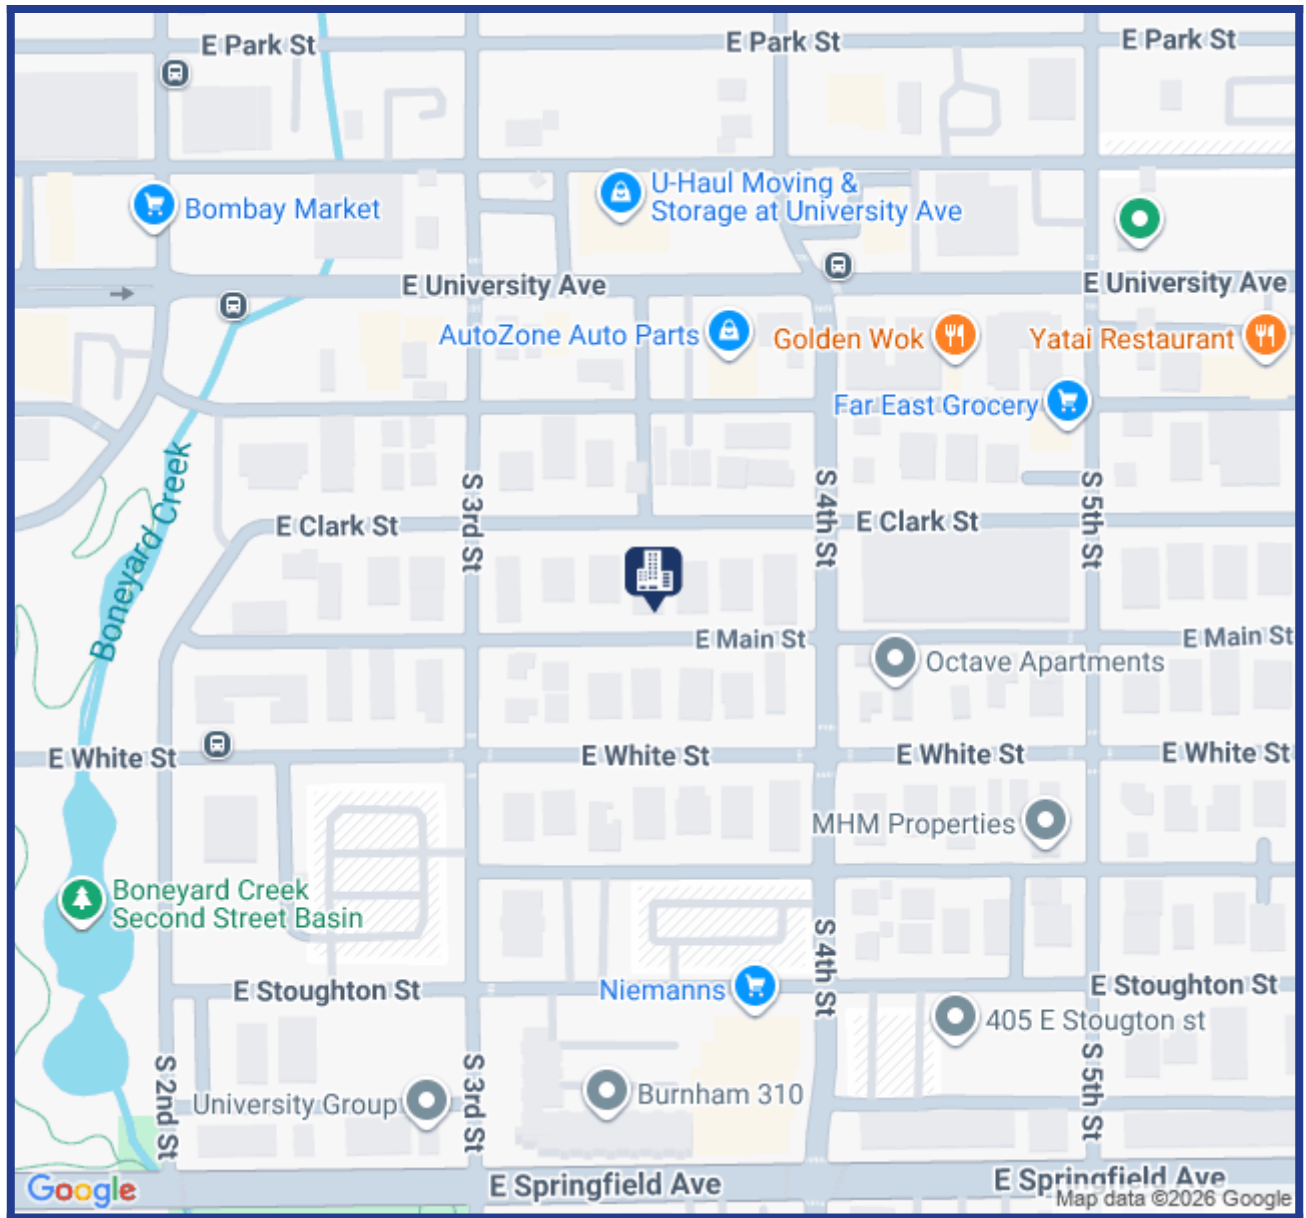 E Park St
E Park St
E Park St
U-Haul Moving &
Storage at University Ave
Bombay Market
E University Ave
E University Ave
AutoZone Auto Parts
Golden Wok
Yatai Restaurant
Far East Grocery
Boneyard Creek
S 3rd St
S 4th St
S 5th St
E Clark St
E Clark St
E Main St
E Main St
Octave Apartments
E White St
E White St
E White St
E White St
MHM Properties
Boneyard Creek
Second Street Basin
S 4th St
E Stoughton St
Niemanns
E Stoughton St
405 E Stougton st
S 2nd St
S 3rd St
S 5th St
University Group
Burnham 310
E Springfield Ave
E Springfield Ave
Google
Map data ©2026 Google